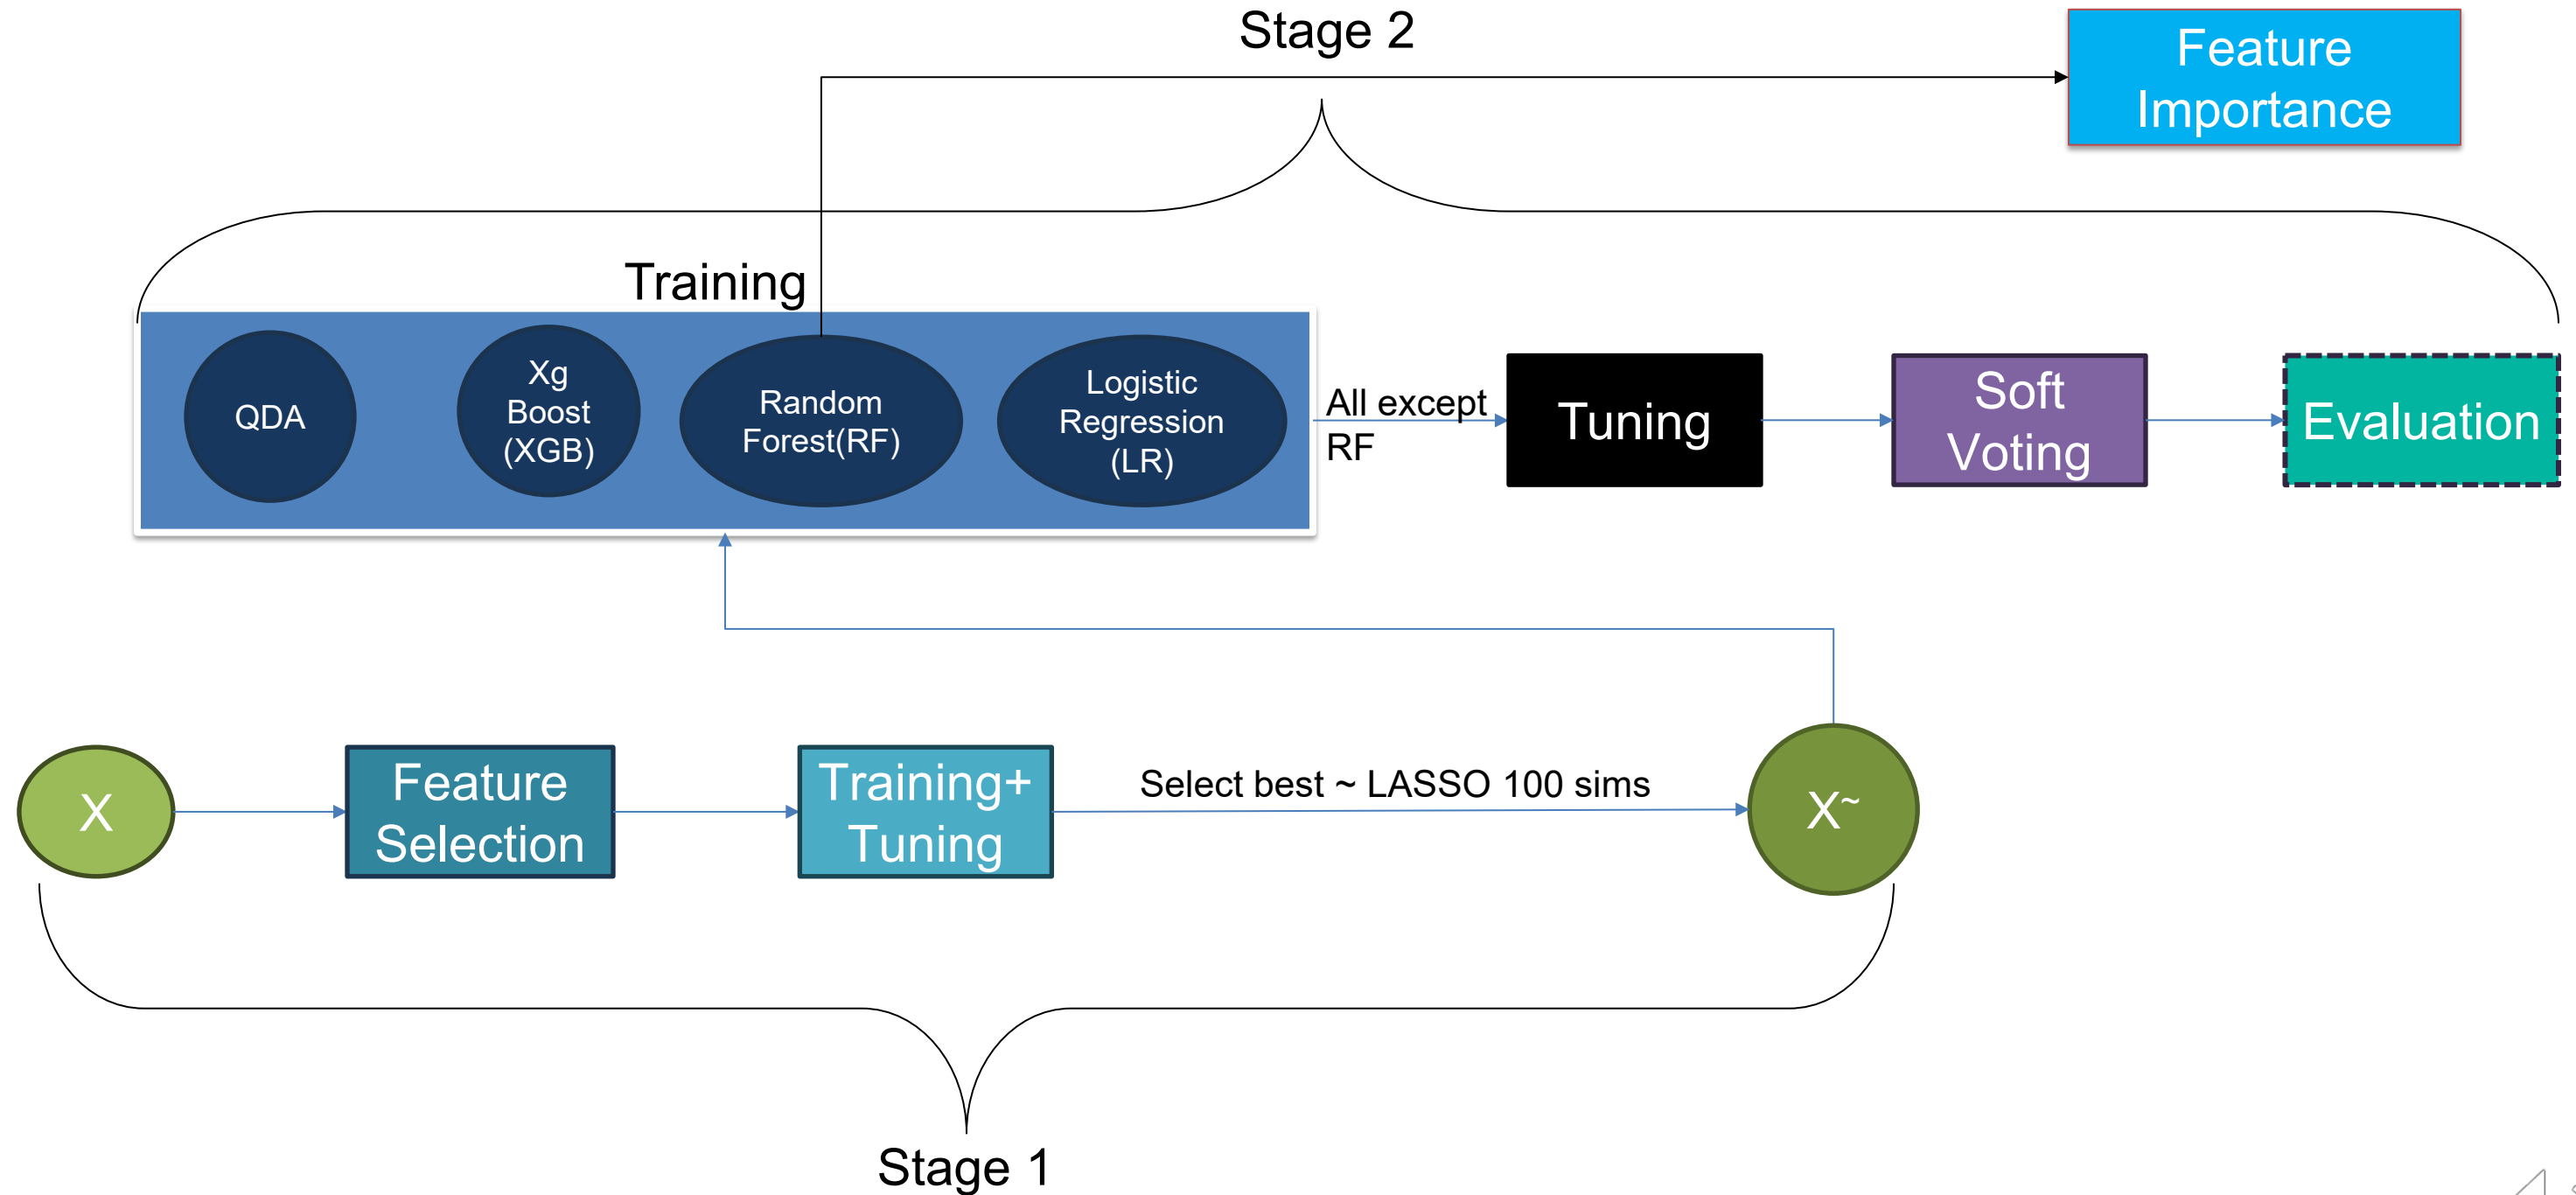 Stage 2
Feature
Importance
Training
QDA
Xg
Boost
(XGB)
Random
Forest(RF)
Logistic
Regression
(LR)
All except
RF
Tuning
Soft
Voting
Evaluation
X
Feature
Selection
Training+
Tuning
Select best ~ LASSO 100 sims
X~
Stage 1